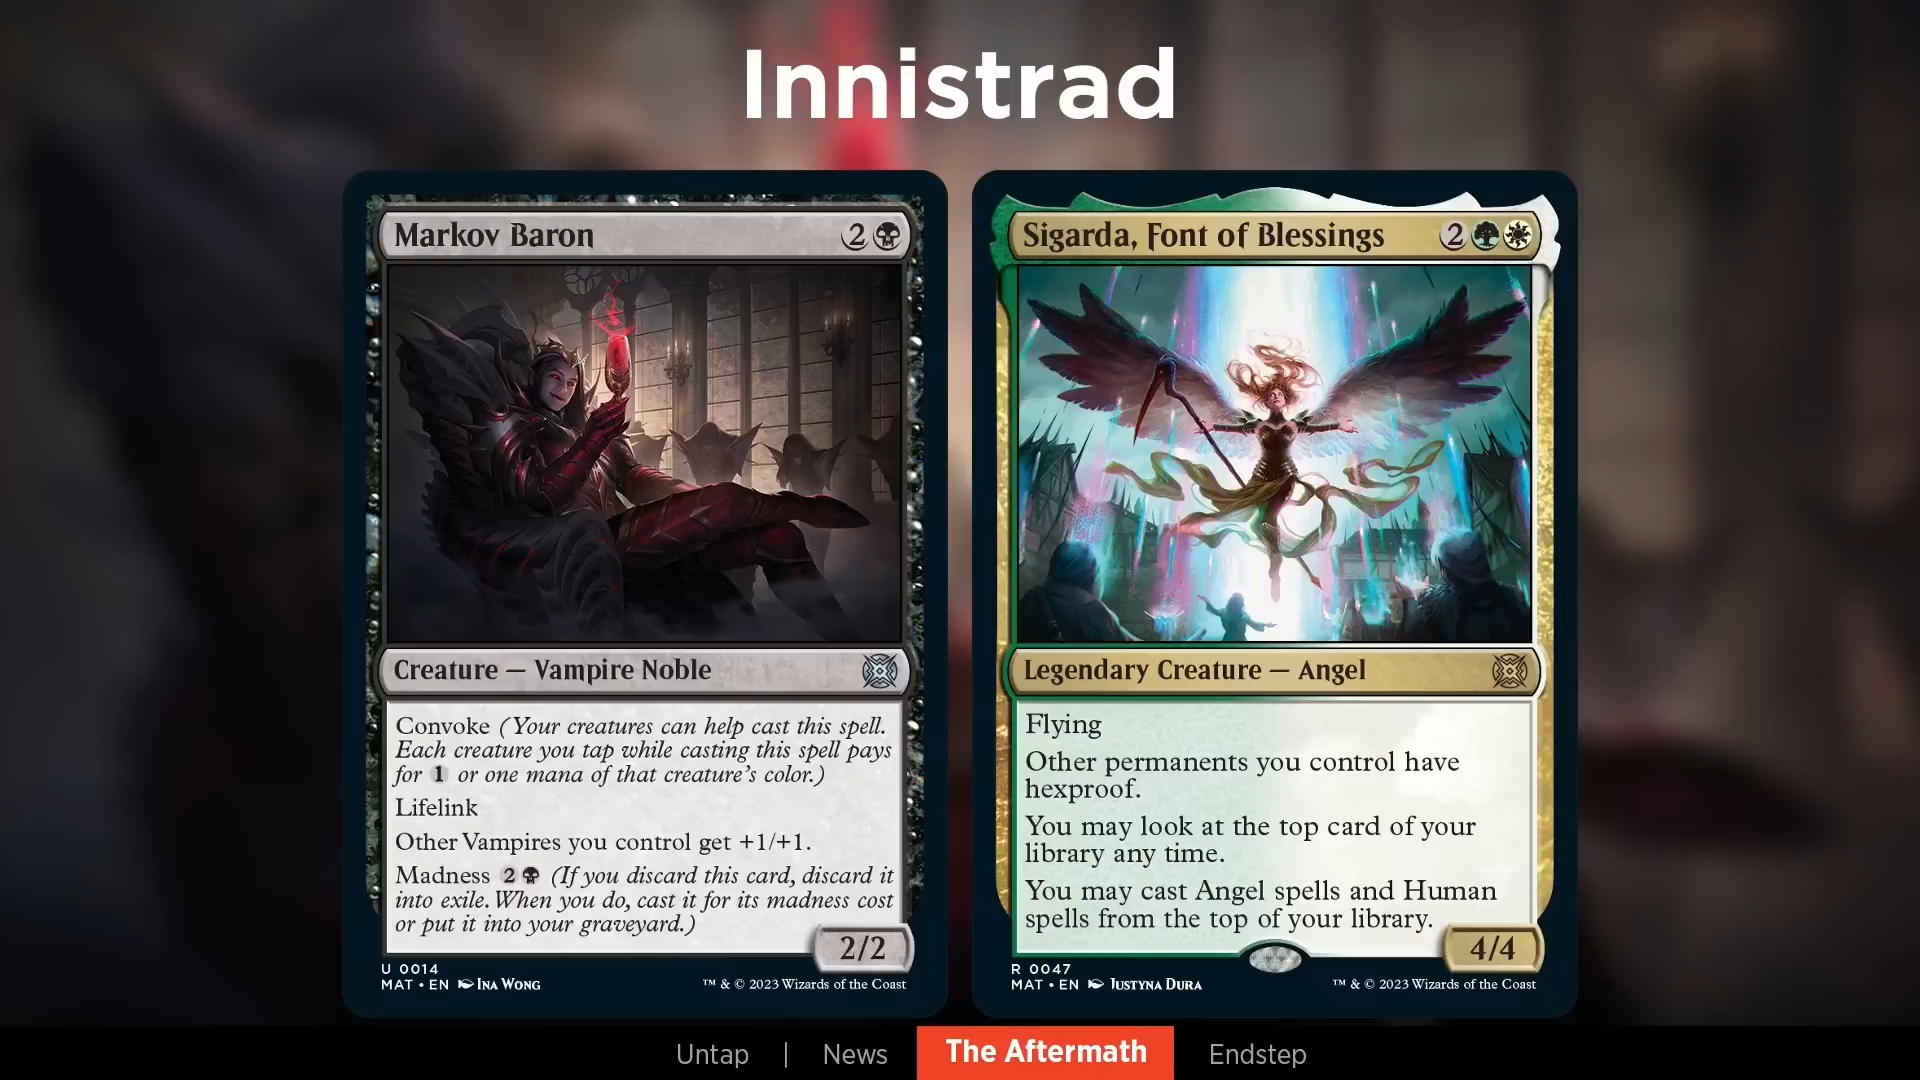 Innistrad
Markov Baron 2
Creature — Vampire Noble
Convoke (Your creatures can help cast this spell.
Each creature you tap while casting this spell pays
for 1 or one mana of that creature's color.)
Lifelink
Other Vampires you control get +1/+1.
Madness 2 (If you discard this card, discard it
into exile. When you do, cast it for its madness cost
or put it into your graveyard.)
2/2
U 0014
MAT • EN INA WONG
™ & © 2023 Wizards of the Coast
Sigarda, Font of Blessings 2
Legendary Creature — Angel
Flying
Other permanents you control have
hexproof.
You may look at the top card of your
library any time.
You may cast Angel spells and Human
spells from the top of your library.
4/4
R 0047
MAT • EN JUSTYNA DURA
™ & © 2023 Wizards of the Coast
Untap | News The Aftermath Endstep